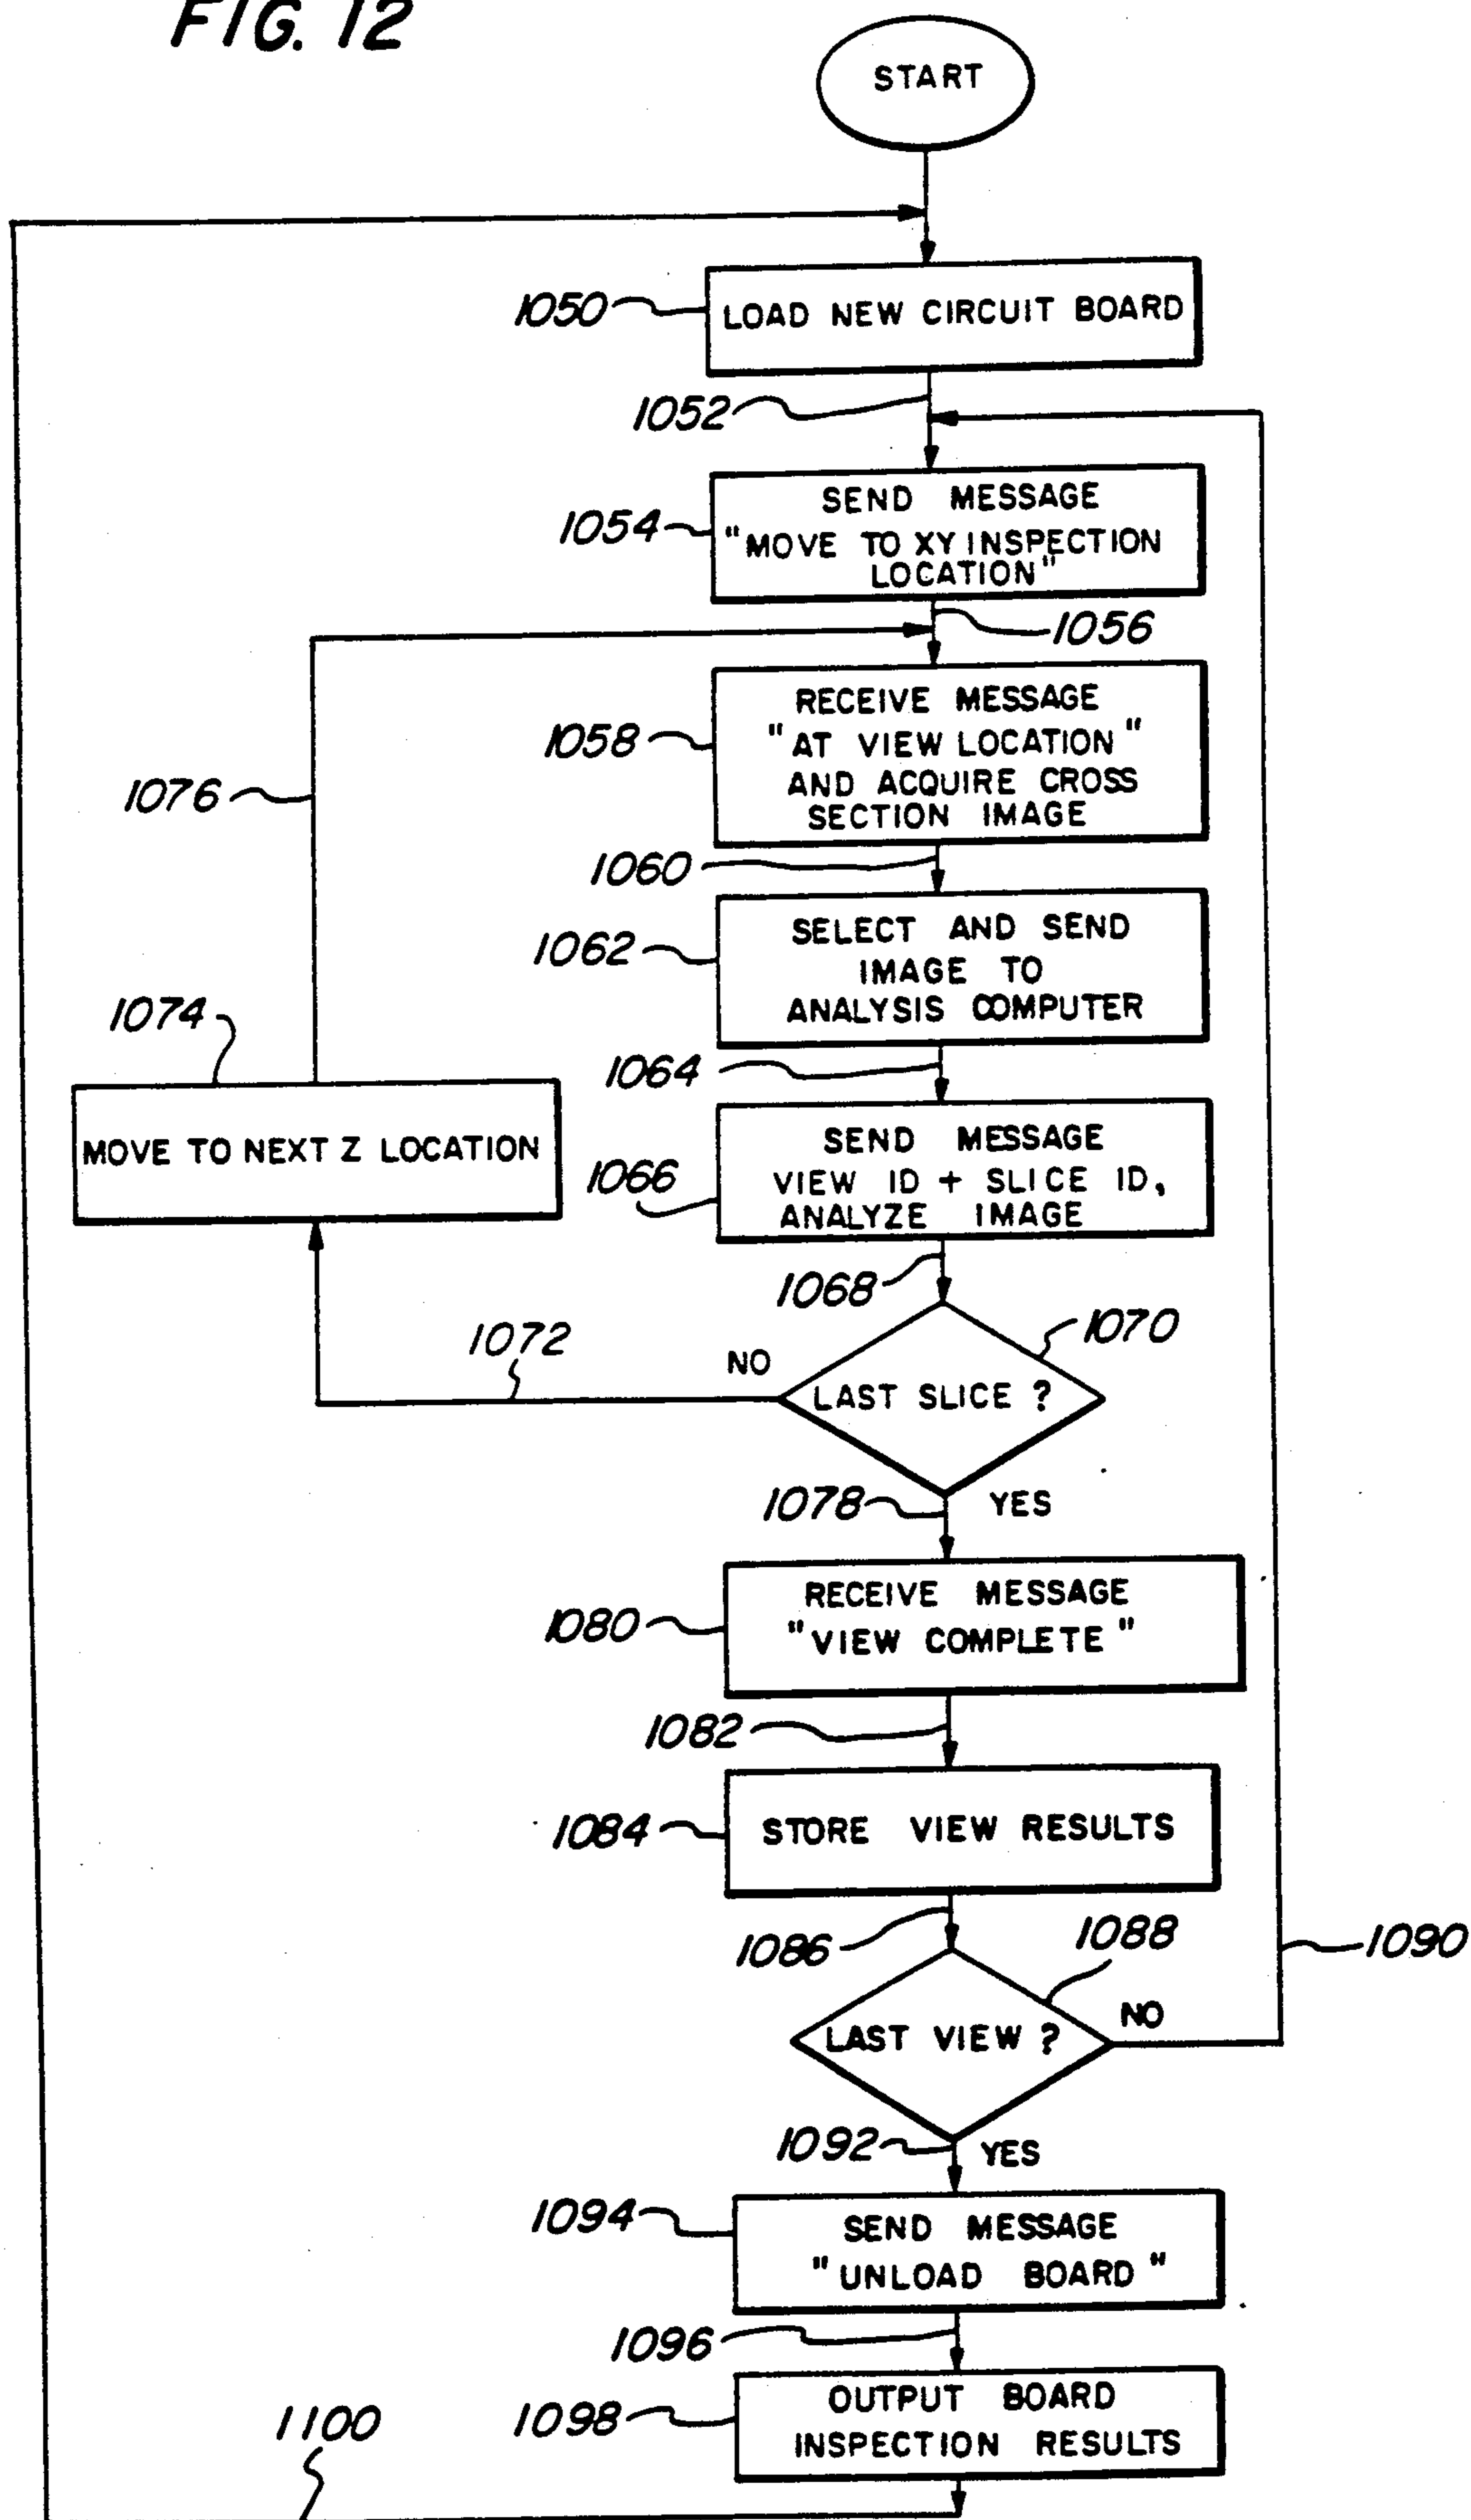 FIG. 12
START
1050
LOAD NEW CIRCUIT BOARD
1052
1054
SEND MESSAGE
"MOVE TO XY INSPECTION
LOCATION"
1056
1058
RECEIVE MESSAGE
"AT VIEW LOCATION"
AND ACQUIRE CROSS
SECTION IMAGE
1076
1060
1062
SELECT AND SEND
IMAGE TO
ANALYSIS COMPUTER
1074
1064
MOVE TO NEXT Z LOCATION
1066
SEND MESSAGE
VIEW ID + SLICE ID,
ANALYZE IMAGE
1068
1070
1072
NO
LAST SLICE ?
1078
YES
1080
RECEIVE MESSAGE
"VIEW COMPLETE"
1082
1084
STORE VIEW RESULTS
1086
1088
1090
LAST VIEW ?
NO
1092
YES
1094
SEND MESSAGE
"UNLOAD BOARD"
1096
1098
OUTPUT BOARD
INSPECTION RESULTS
1100